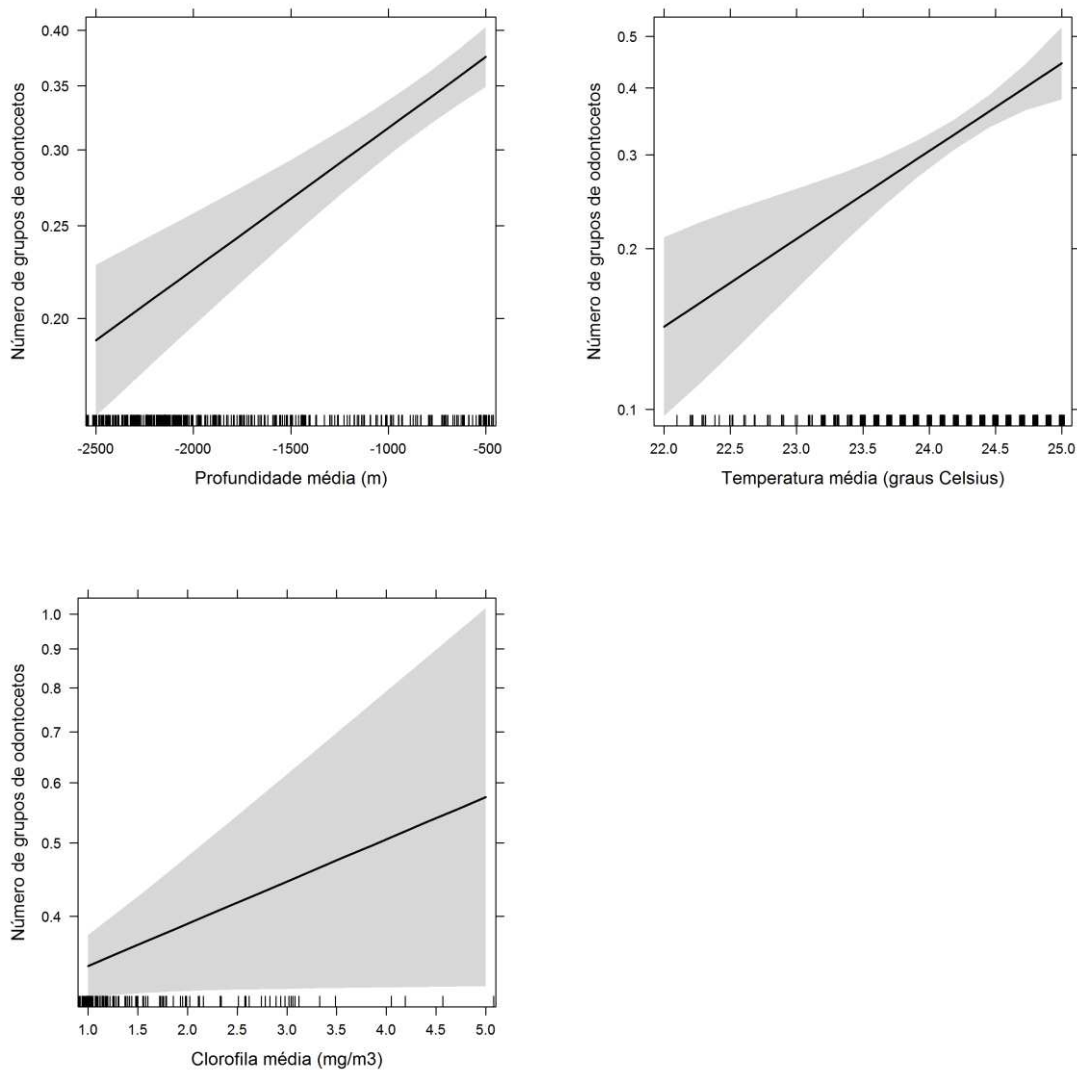 Número de grupos de odontocetos
0.40
0.35
0.30
0.25
0.20
-2500 -2000 -1500 -1000 -500
Profundidade média (m)
Número de grupos de odontocetos
0.5
0.4
0.3
0.2
0.1
22.0 22.5 23.0 23.5 24.0 24.5 25.0
Temperatura média (graus Celsius)
Número de grupos de odontocetos
1.0
0.9
0.8
0.7
0.6
0.5
0.4
1.0 1.5 2.0 2.5 3.0 3.5 4.0 4.5 5.0
Clorofila média (mg/m3)